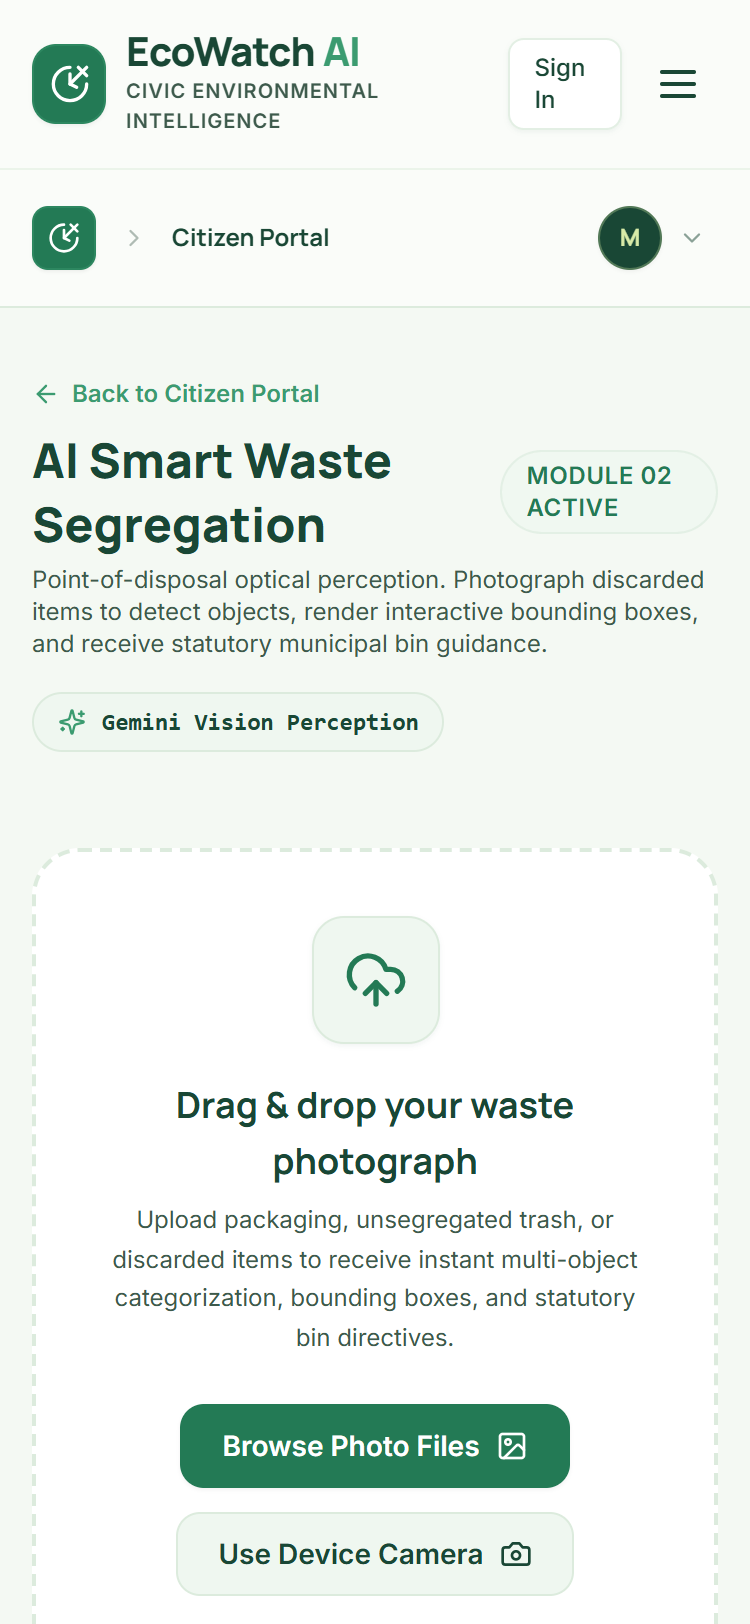 EcoWatch AI
CIVIC ENVIRONMENTAL
INTELLIGENCE
Sign
In
Citizen Portal
M
Back to Citizen Portal
AI Smart Waste
Segregation
MODULE 02
ACTIVE
Point-of-disposal optical perception. Photograph discarded
items to detect objects, render interactive bounding boxes,
and receive statutory municipal bin guidance.
Gemini Vision Perception
Drag & drop your waste
photograph
Upload packaging, unsegregated trash, or
discarded items to receive instant multi-object
categorization, bounding boxes, and statutory
bin directives.
Browse Photo Files
Use Device Camera